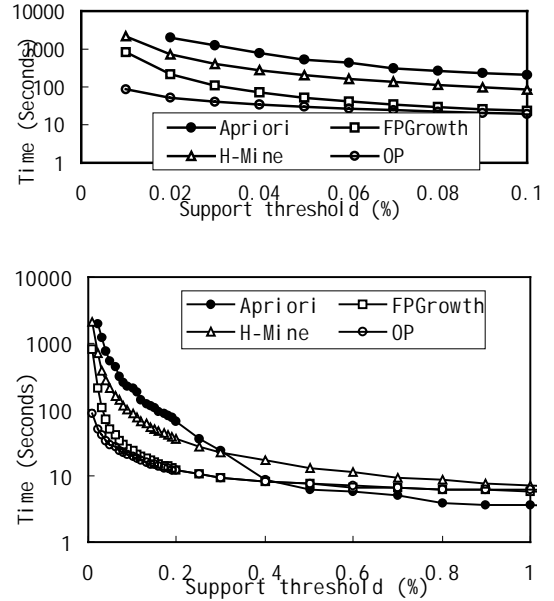 10000
1000
100
10
1
Time (Seconds)
Apriori FPGrowth
H-Mine OP
0 0.02 0.04 0.06 0.08 0.1
Support threshold (%)
10000
1000
100
10
1
Time (Seconds)
Apriori FPGrowth
H-Mine OP
0 0.2 0.4 0.6 0.8 1
Support threshold (%)